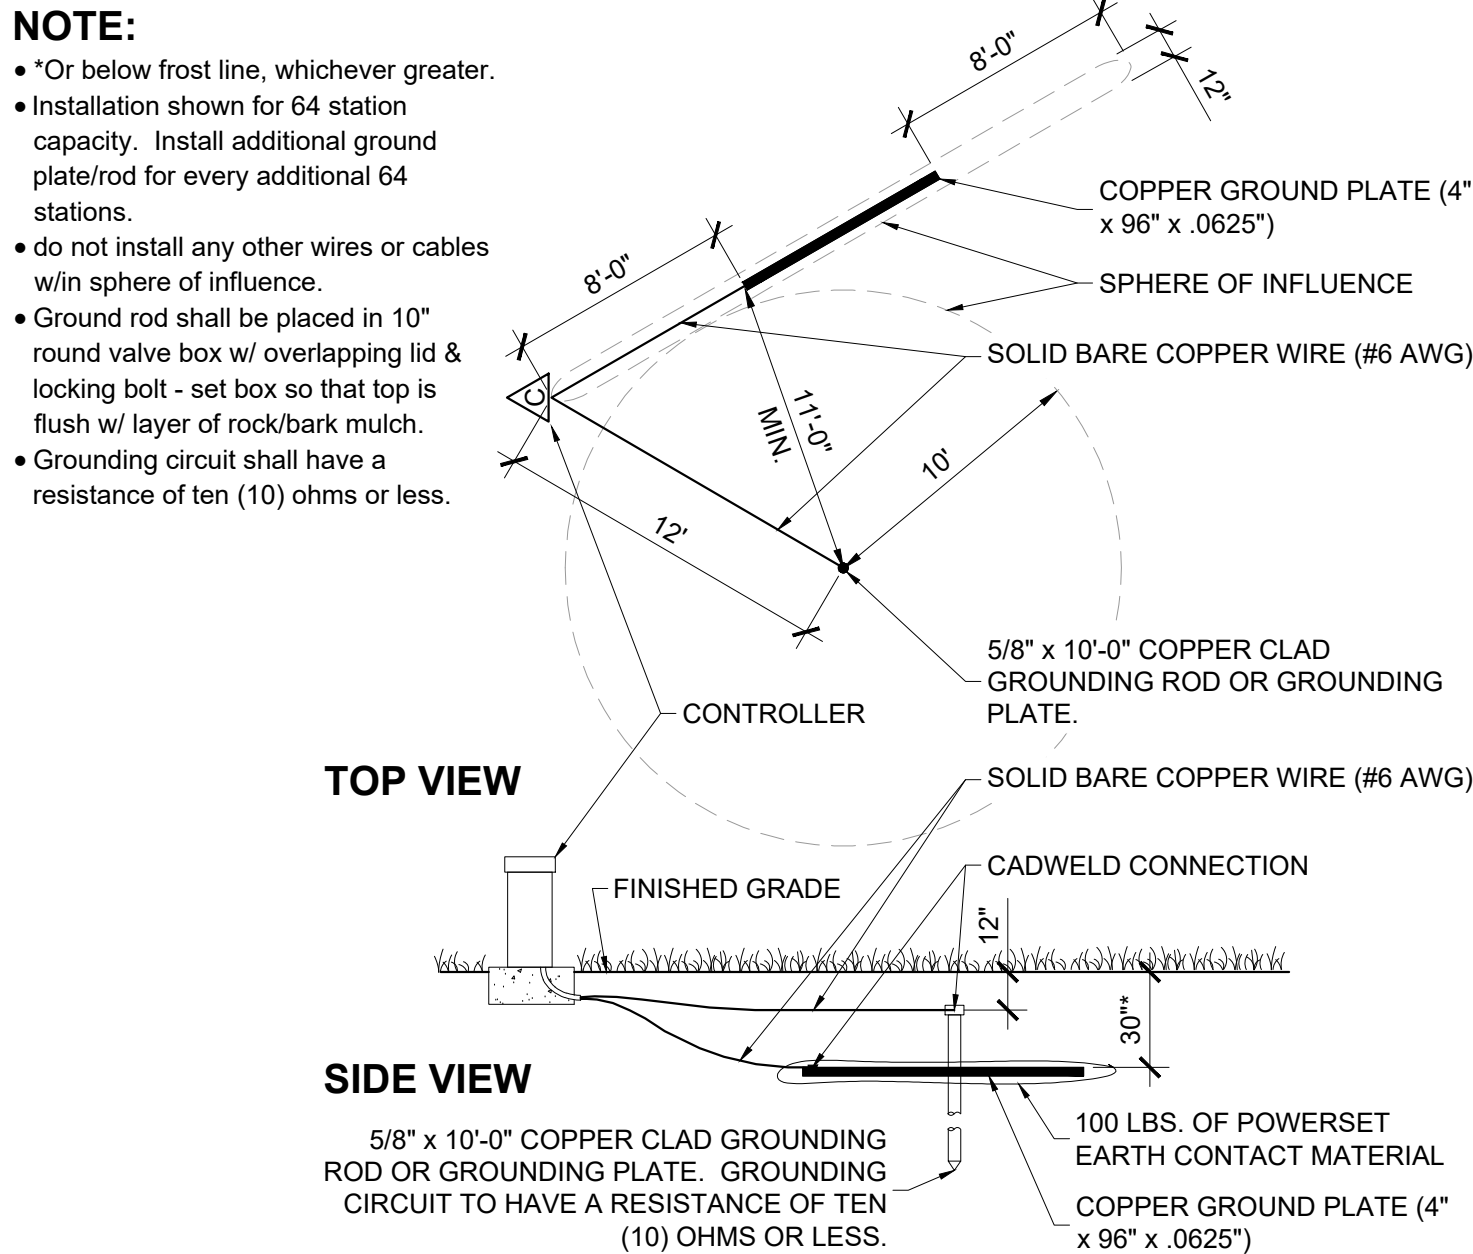 NOTE:
• *Or below frost line, whichever greater.
• Installation shown for 64 station
capacity.  Install additional ground
plate/rod for every additional 64
stations.
• do not install any other wires or cables
w/in sphere of influence.
• Ground rod shall be placed in 10"
round valve box w/ overlapping lid &
locking bolt - set box so that top is
flush w/ layer of rock/bark mulch.
• Grounding circuit shall have a
resistance of ten (10) ohms or less.
8'-0"
12"
COPPER GROUND PLATE (4"
x 96" x .0625")
8'-0"
SPHERE OF INFLUENCE
SOLID BARE COPPER WIRE (#6 AWG)
C
11'-0"
MIN.
10'
12'
5/8" x 10'-0" COPPER CLAD
GROUNDING ROD OR GROUNDING
PLATE.
CONTROLLER
TOP VIEW
SOLID BARE COPPER WIRE (#6 AWG)
CADWELD CONNECTION
FINISHED GRADE
12"
30"*
SIDE VIEW
5/8" x 10'-0" COPPER CLAD GROUNDING
ROD OR GROUNDING PLATE.  GROUNDING
CIRCUIT TO HAVE A RESISTANCE OF TEN
(10) OHMS OR LESS.
100 LBS. OF POWERSET
EARTH CONTACT MATERIAL
COPPER GROUND PLATE (4"
x 96" x .0625")